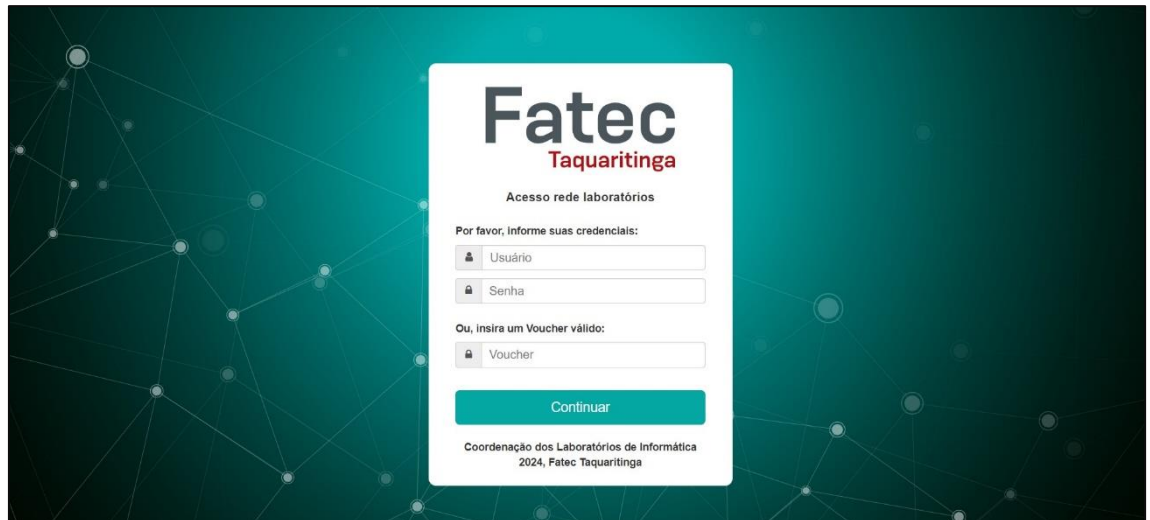 Fatec
Taquaritinga
Acesso rede laboratórios
Por favor, informe suas credenciais:
Usuário
Senha
Ou, insira um Voucher válido:
Voucher
Continuar
Coordenação dos Laboratórios de Informática
2024, Fatec Taquaritinga